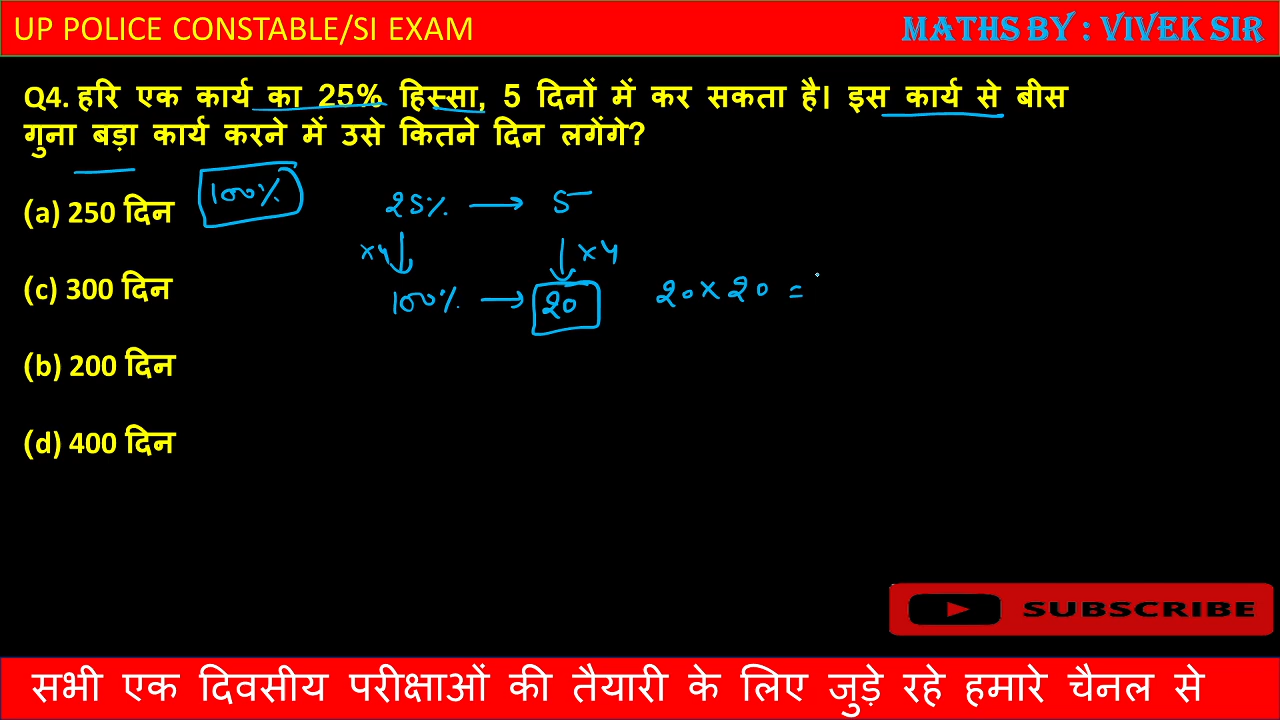 UP POLICE CONSTABLE/SI EXAM
MATHS BY : VIVEK SIR
Q4. हरि एक कार्य का 25% हिस्सा, 5 दिनों में कर सकता है। इस कार्य से बीस
गुना बड़ा कार्य करने में उसे कितने दिन लगेंगे?
(a) 250 दिन
100%
25% → 5
×4 ×4
(c) 300 दिन
100% → 20
20 × 20 =
(b) 200 दिन
(d) 400 दिन
SUBSCRIBE
सभी एक दिवसीय परीक्षाओं की तैयारी के लिए जुड़े रहे हमारे चैनल से